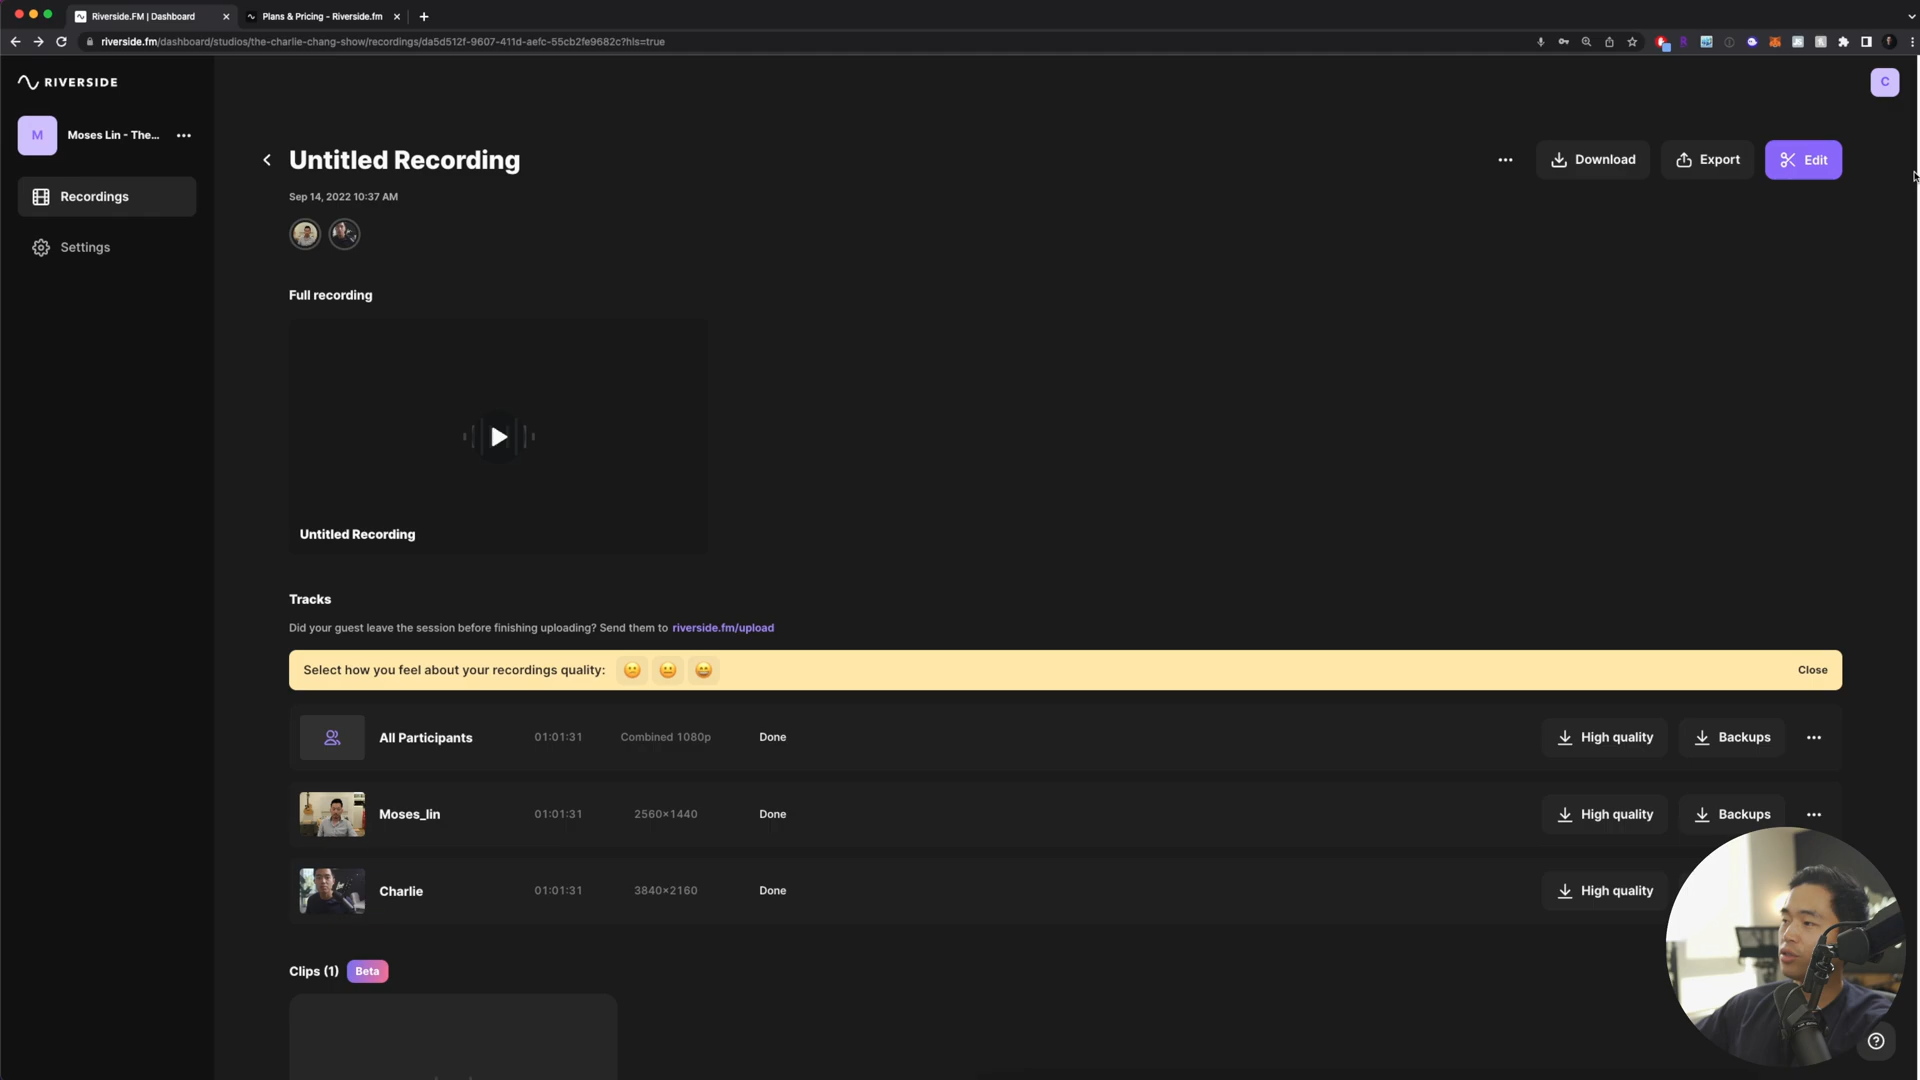 Riverside.FM | Dashboard
Plans & Pricing - Riverside.fm
riverside.fm/dashboard/studios/the-charlie-chang-show/recordings/da5d512f-9607-411d-aefc-55cb2fe9682c?hls=true
RIVERSIDE
C
M
Moses Lin - The...
Recordings
Settings
Untitled Recording
Download
Export
Edit
Sep 14, 2022 10:37 AM
Full recording
Untitled Recording
Tracks
Did your guest leave the session before finishing uploading? Send them to riverside.fm/upload
Select how you feel about your recordings quality:
Close
All Participants 01:01:31 Combined 1080p Done High quality Backups
Moses_lin 01:01:31 2560×1440 Done High quality Backups
Charlie 01:01:31 3840×2160 Done High quality
Clips (1) Beta